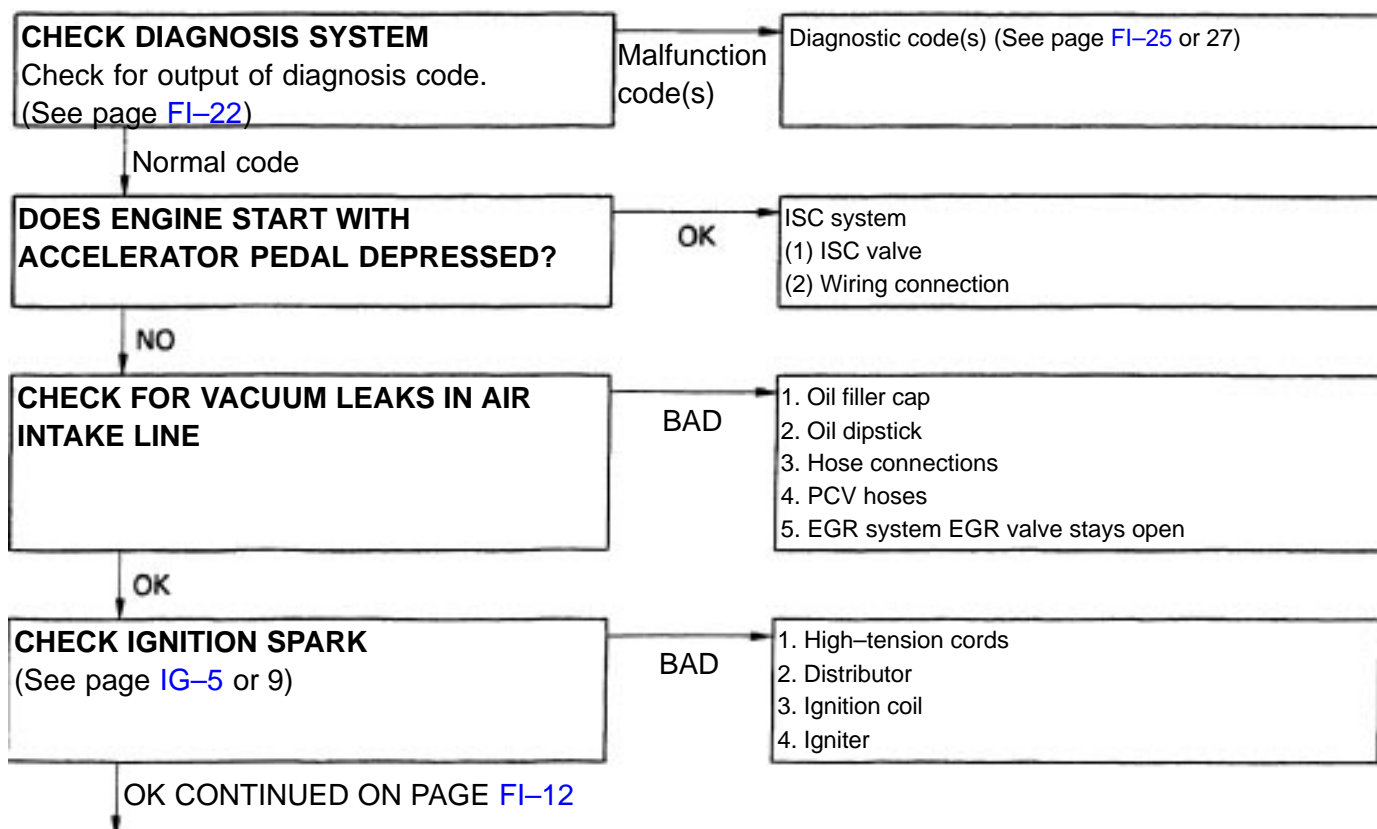 CHECK DIAGNOSIS SYSTEM
Check for output of diagnosis code.
(See page FI–22)
Malfunction
code(s)
Diagnostic code(s) (See page FI–25 or 27)
Normal code
DOES ENGINE START WITH
ACCELERATOR PEDAL DEPRESSED?
OK
ISC system
(1) ISC valve
(2) Wiring connection
NO
CHECK FOR VACUUM LEAKS IN AIR
INTAKE LINE
BAD
1. Oil filler cap
2. Oil dipstick
3. Hose connections
4. PCV hoses
5. EGR system EGR valve stays open
OK
CHECK IGNITION SPARK
(See page IG–5 or 9)
BAD
1. High–tension cords
2. Distributor
3. Ignition coil
4. Igniter
OK CONTINUED ON PAGE FI–12